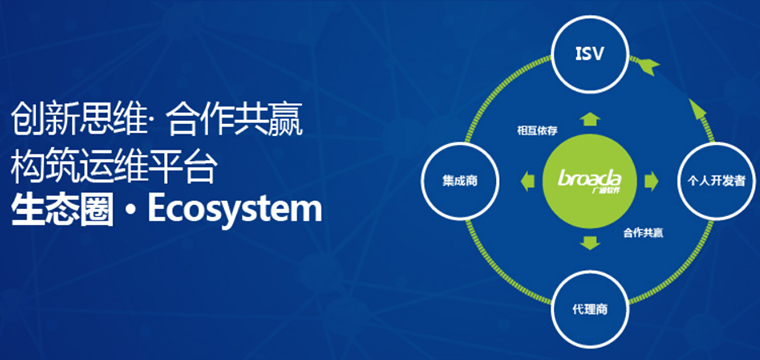 创新思维· 合作共赢
构筑运维平台
生态圈·Ecosystem
ISV
相互依存
集成商
broada
广通软件
个人开发者
合作共赢
代理商